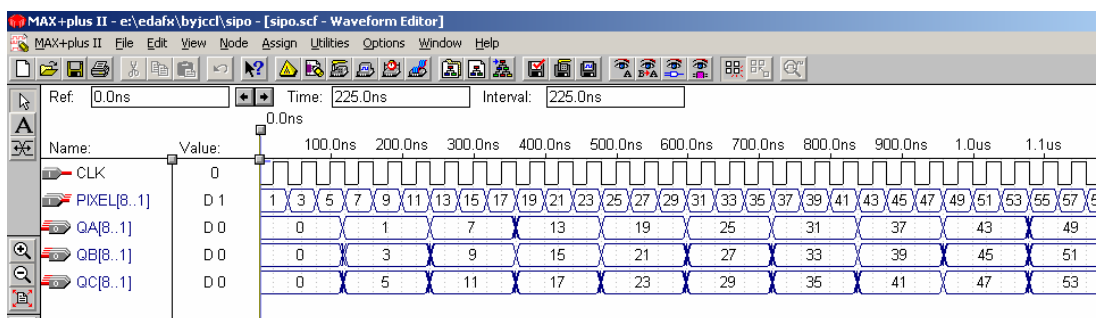 MAX+plus II - e:\edafx\byjccl\sipo - [sipo.scf - Waveform Editor]
MAX+plus II File Edit View Node Assign Utilities Options Window Help
Ref: 0.0ns Time: 225.0ns Interval: 225.0ns
0.0ns
Name: Value: 100.0ns 200.0ns 300.0ns 400.0ns 500.0ns 600.0ns 700.0ns 800.0ns 900.0ns 1.0us 1.1us
CLK 0
PIXEL[8..1] D 1 1 3 5 7 9 11 13 15 17 19 21 23 25 27 29 31 33 35 37 39 41 43 45 47 49 51 53 55 57
QA[8..1] D 0 0 1 7 13 19 25 31 37 43 49
QB[8..1] D 0 0 3 9 15 21 27 33 39 45 51
QC[8..1] D 0 0 5 11 17 23 29 35 41 47 53